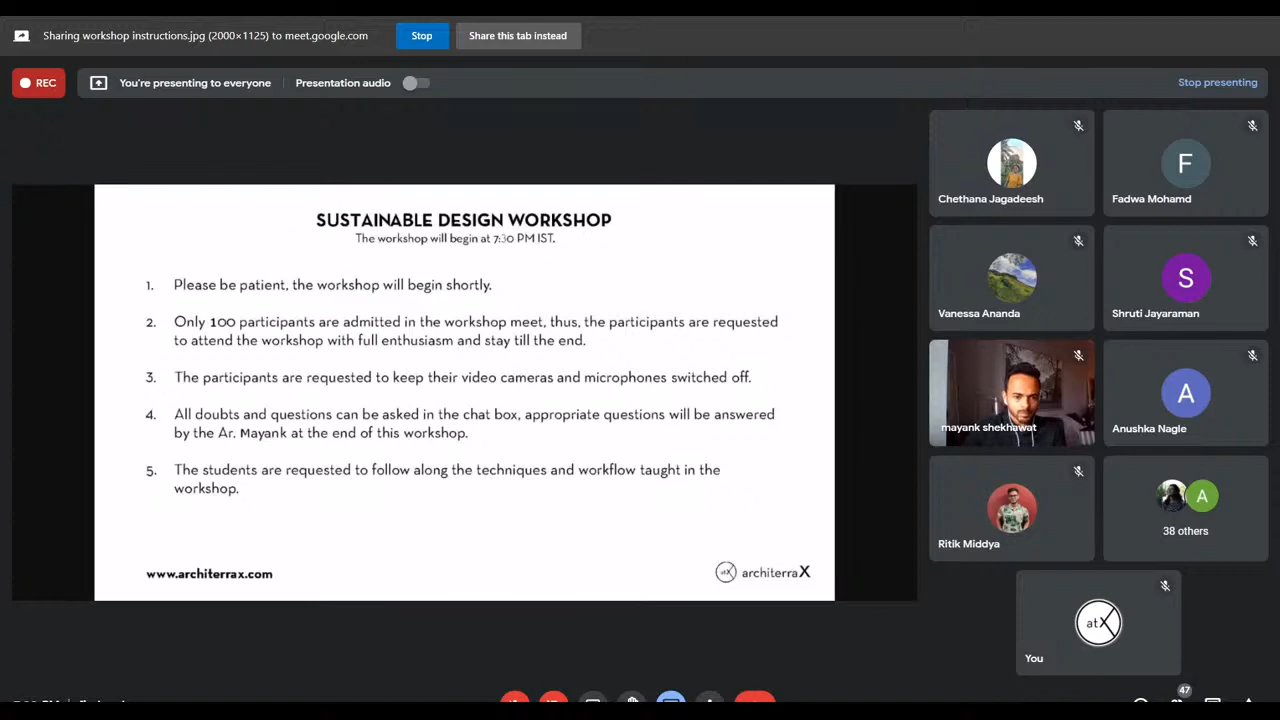 Sharing workshop instructions.jpg (2000×1125) to meet.google.com
Stop
Share this tab instead
REC
You're presenting to everyone
Presentation audio
Stop presenting
SUSTAINABLE DESIGN WORKSHOP
The workshop will begin at 7:30 PM IST.
1. Please be patient, the workshop will begin shortly.
2. Only 100 participants are admitted in the workshop meet, thus, the participants are requested
to attend the workshop with full enthusiasm and stay till the end.
3. The participants are requested to keep their video cameras and microphones switched off.
4. All doubts and questions can be asked in the chat box, appropriate questions will be answered
by the Ar. Mayank at the end of this workshop.
5. The students are requested to follow along the techniques and workflow taught in the
workshop.
www.architerrax.com
atX architerraX
Chethana Jagadeesh
F
Fadwa Mohamd
Vanessa Ananda
S
Shruti Jayaraman
mayank shekhawat
A
Anushka Nagle
Ritik Middya
A
38 others
atX
You
47